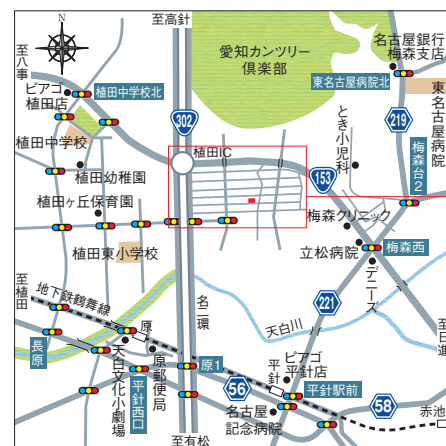 N
至高針
至八事
ピアゴ
植田店
植田中学校北
植田中学校
植田幼稚園
植田ヶ丘保育園
植田東小学校
302
植田IC
愛知カンツリー
倶楽部
名古屋銀行
梅森支店
東名古屋病院北
東名古屋病院
219
とき小児科
153
梅森台2
梅森クリニック
立松病院
梅森西
デニーズ
221
天白川
至日進
至植田
地下鉄鶴舞線
名二環
原
長原
天白文化小劇場
平針西口
原郵便局
原1
56
平針
ピアゴ
平針店
平針駅前
名古屋
記念病院
58
赤池
至有松